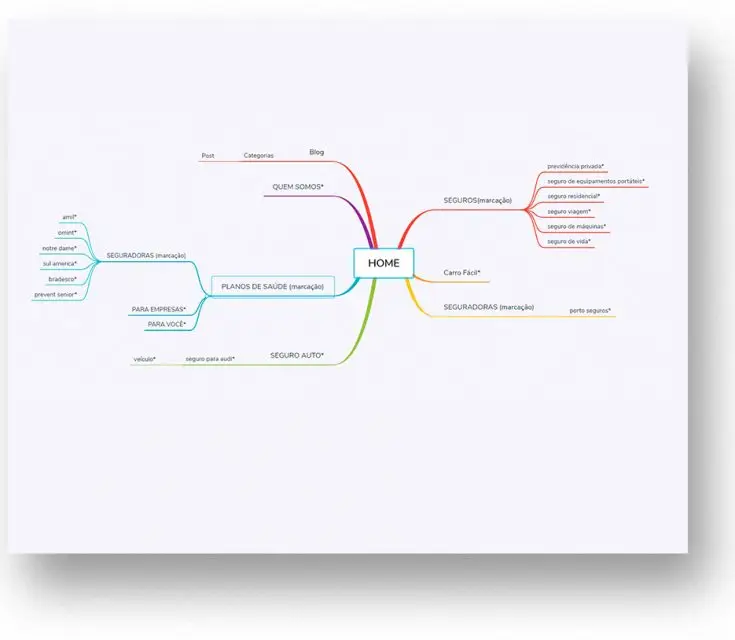 Post
Categorias
Blog
QUEM SOMOS*
amil*
omint*
notre dame*
sul america*
bradesco*
prevent senior*
SEGURADORAS (marcação)
PLANOS DE SAÚDE (marcação)
PARA EMPRESAS*
PARA VOCÊ*
veículo*
seguro para audi*
SEGURO AUTO*
HOME
SEGUROS(marcação)
previdência privada*
seguro de equipamentos portáteis*
seguro residencial*
seguro viagem*
seguro de máquinas*
seguro de vida*
Carro Fácil*
SEGURADORAS (marcação)
porto seguros*